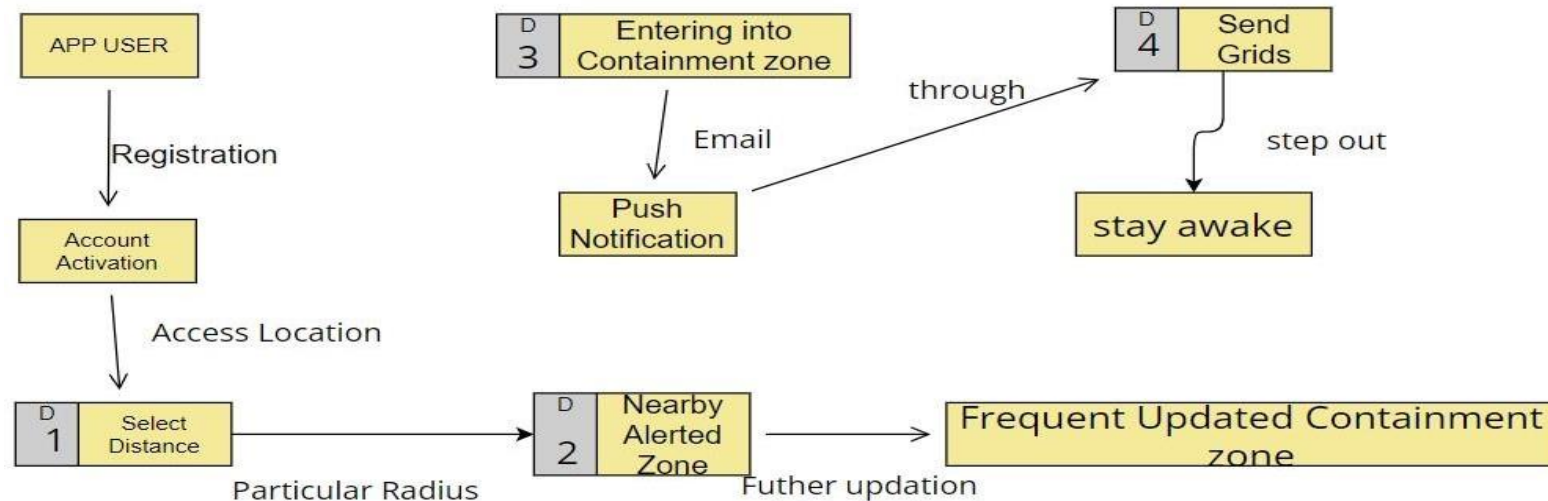 APP USER
Registration
Account
Activation
Access Location
D
1
Select
Distance
Particular Radius
D
2
Nearby
Alerted
Zone
Futher updation
Frequent Updated Containment
zone
D
3
Entering into
Containment zone
Email
Push
Notification
through
D
4
Send
Grids
step out
stay awake